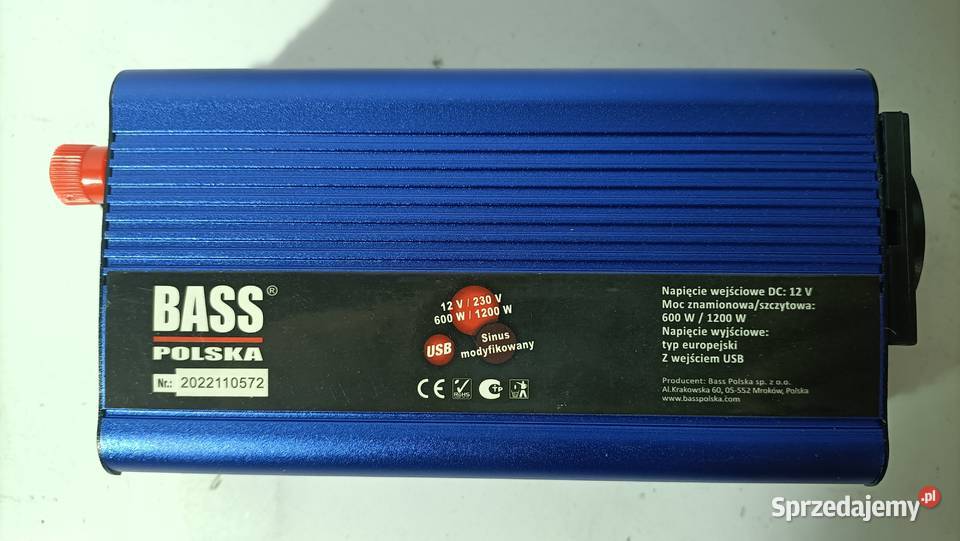 BASS®
POLSKA
Nr.: 2022110572
12 V / 230 V
600 W / 1200 W
USB
Sinus
modyfikowany
CE
RoHS
Napięcie wejściowe DC: 12 V
Moc znamionowa/szczytowa:
600 W / 1200 W
Napięcie wyjściowe:
typ europejski
Z wejściem USB
Producent: Bass Polska sp. z o.o.
Al.Krakowska 60, 05-552 Mroków, Polska
www.basspolska.com
Sprzedajemy.pl